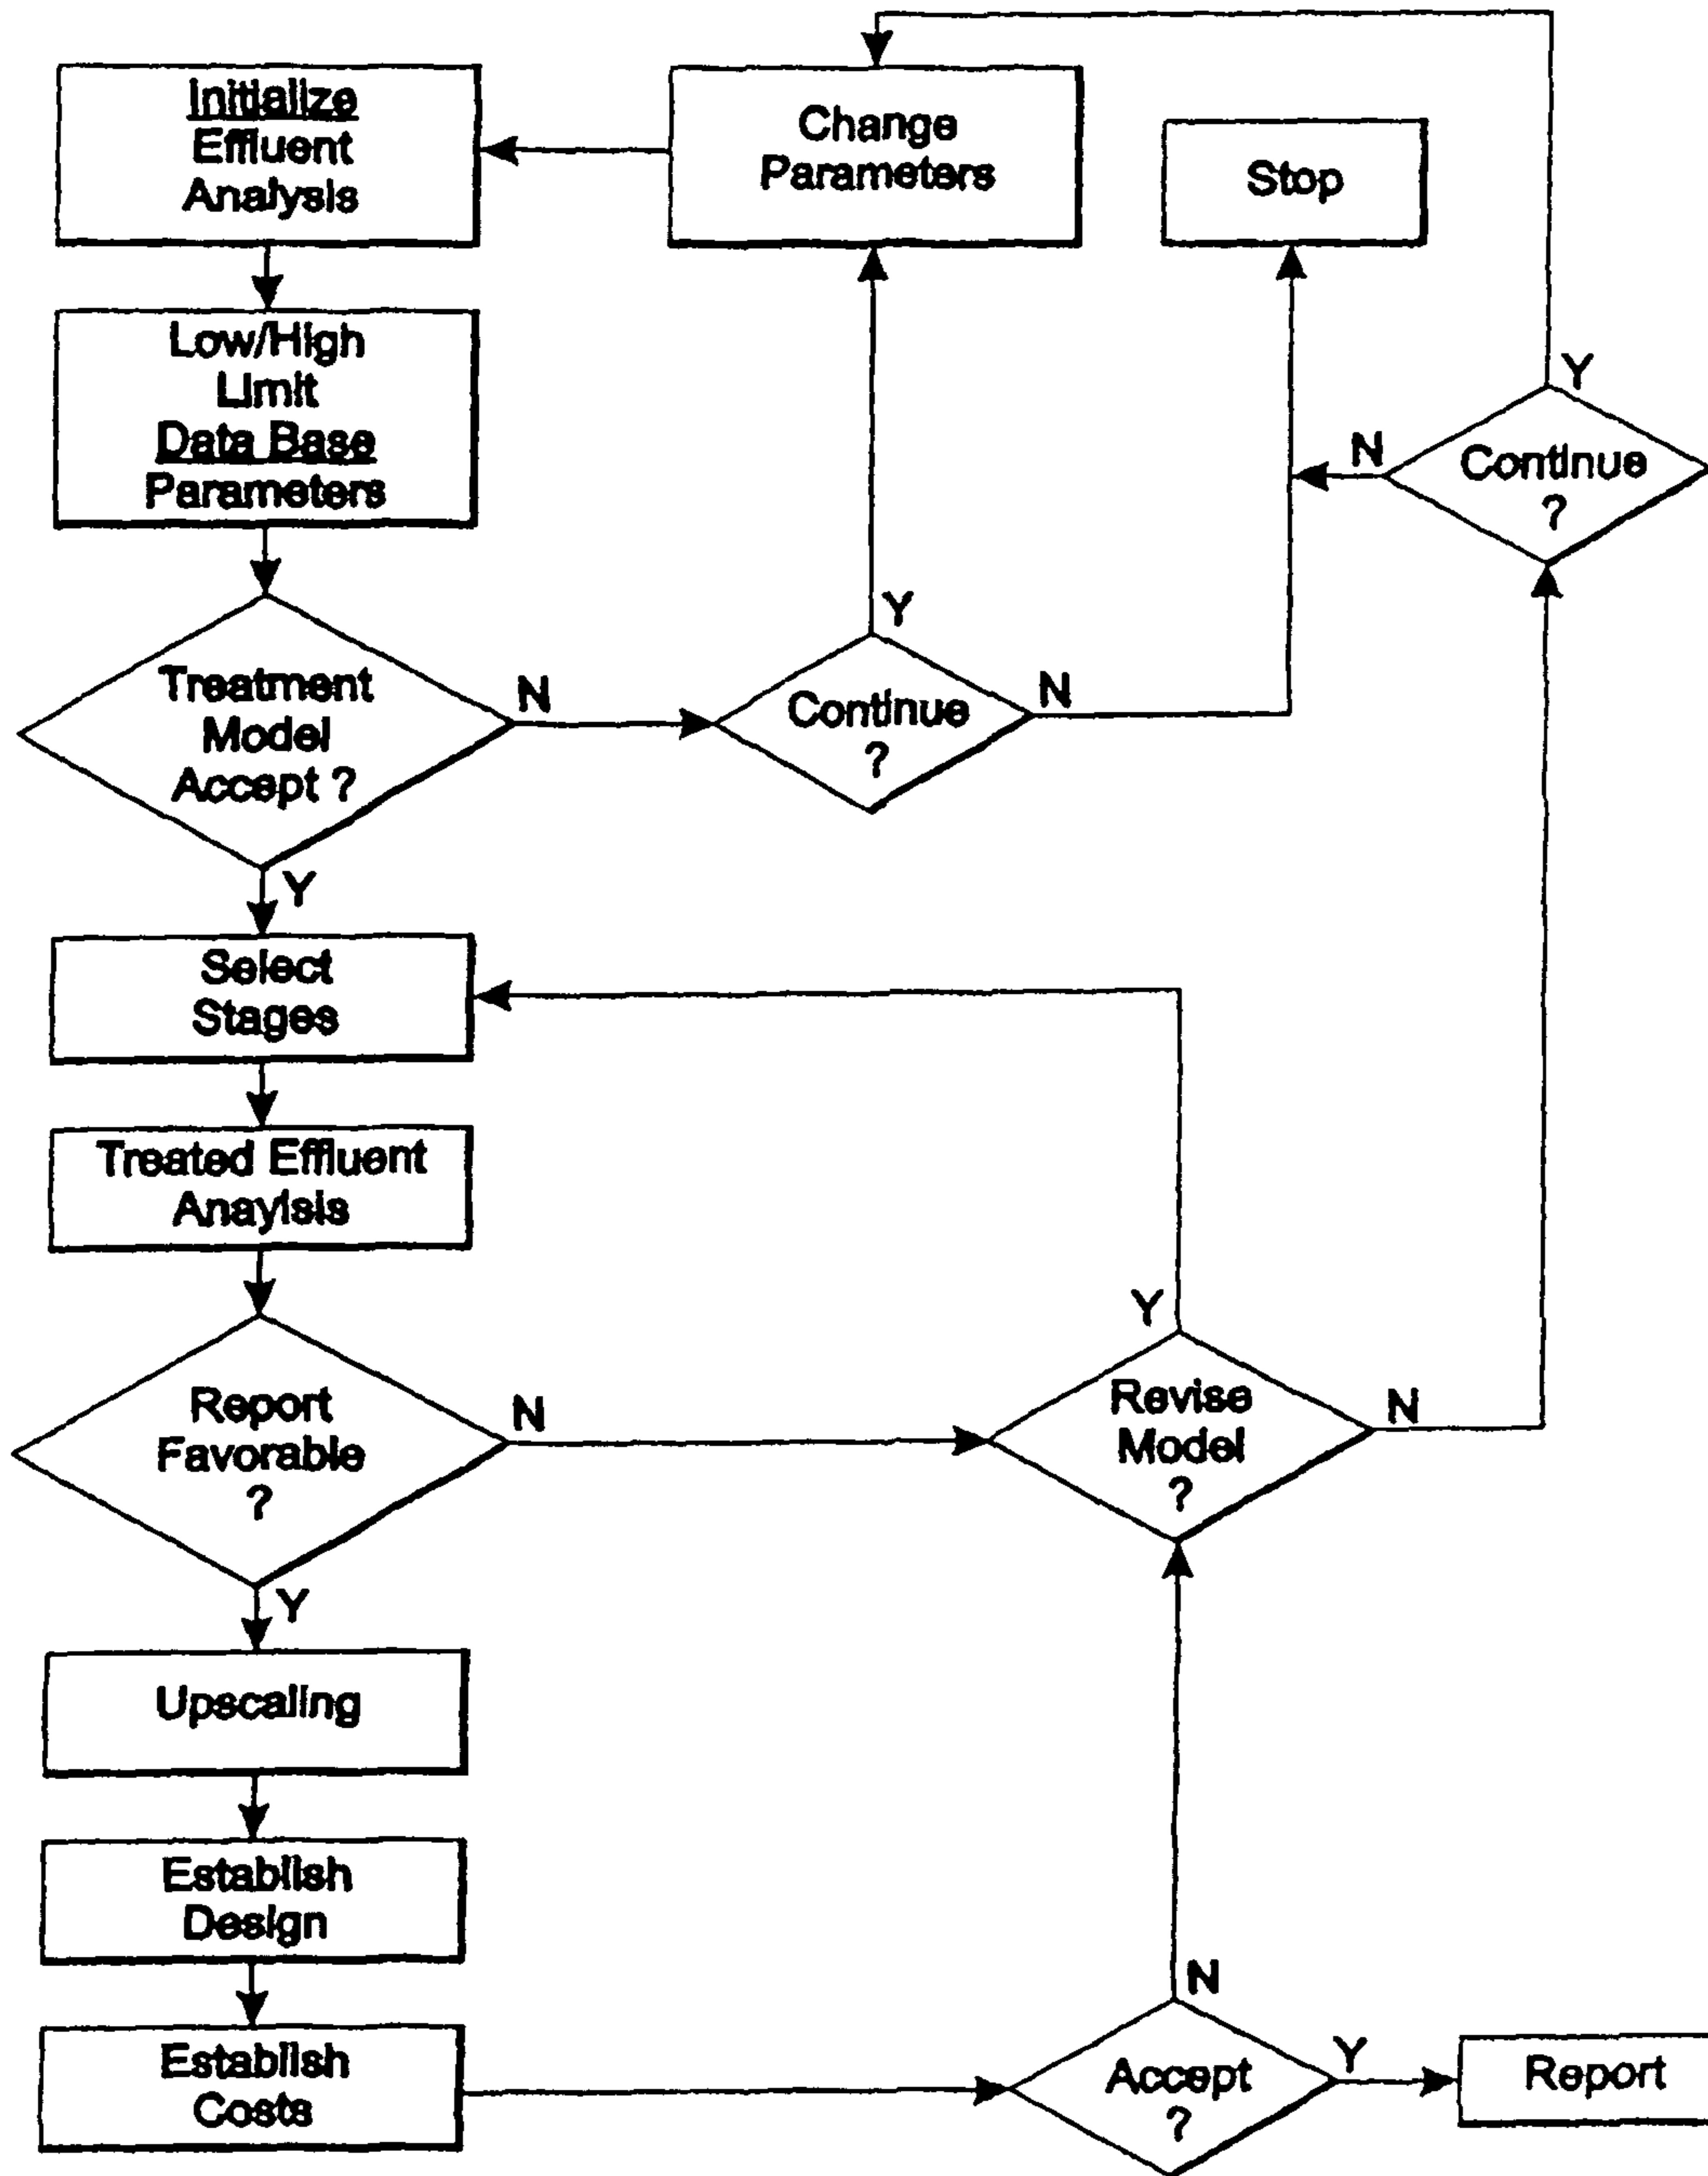 Initialize
Effluent
Analysis
Change
Parameters
Stop
Low/High
Limit
Data Base
Parameters
Y
N
Continue
?
Treatment
Model
Accept ?
N
Y
Continue
?
N
Y
Select
Stages
Treated Effluent
Anaylsis
Report
Favorable
?
N
Y
Revise
Model
?
N
Y
Upscaling
Establish
Design
Establish
Costs
N
Accept
?
Y
Report